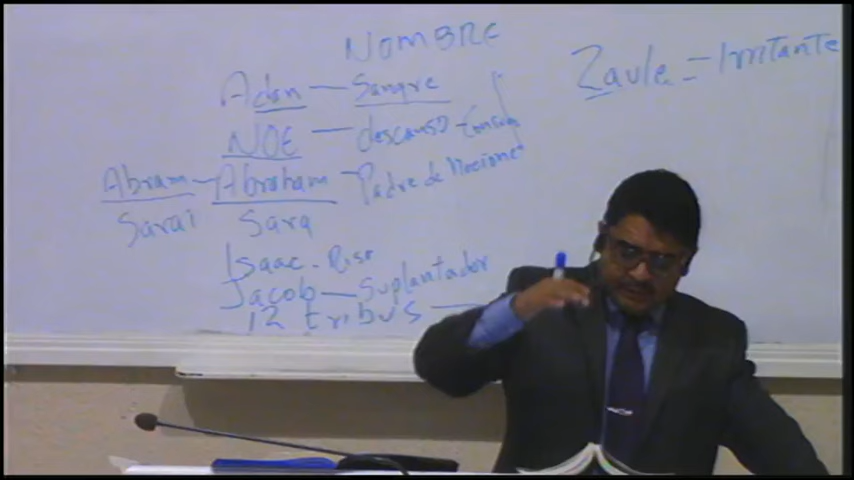 NOMBRE
Adan — Sangre
Zaule = Irritante
NOE — descanso -
Abram - Abraham - Padre de Naciones
Sarai Sara
Isaac - Risa
Jacob — Suplantador
12 tribus —